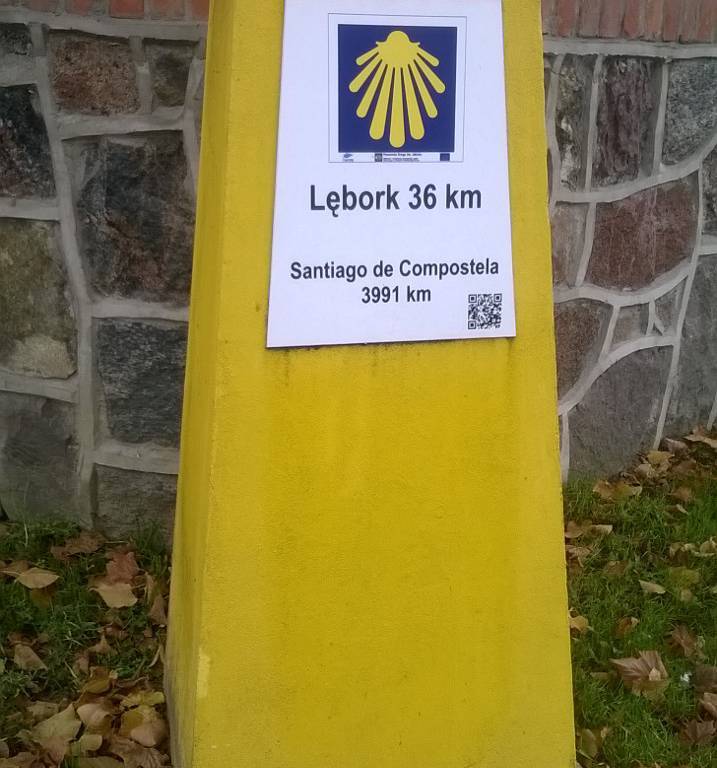 Lębork 36 km
Santiago de Compostela
3991 km